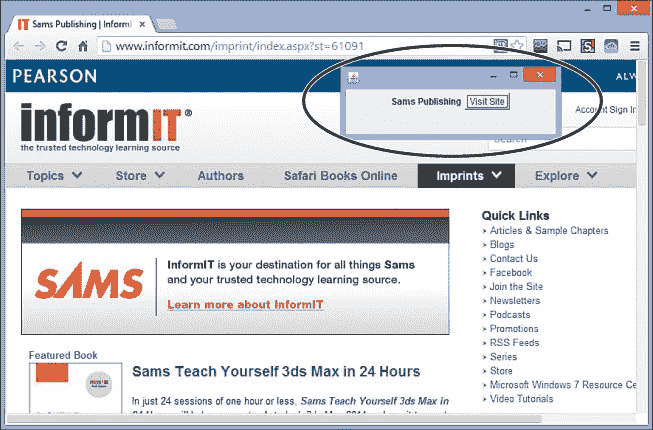 Sams Publishing | InformI
www.informit.com/imprint/index.aspx?st=61091
PEARSON
Sams Publishing Visit Site
informIT®
the trusted technology learning source
Account Sign In
Search
Topics Store Authors Safari Books Online Imprints Explore
InformIT is your destination for all things Sams
and your trusted technology learning source.
SAMS
Learn more about InformIT
Quick Links
Articles & Sample Chapters
Blogs
Contact Us
Facebook
Join the Site
Newsletters
Podcasts
Promotions
RSS Feeds
Series
Store
Microsoft Windows 7 Resource Ce
Video Tutorials
Featured Book
Sams Teach Yourself 3ds Max in 24 Hours
In just 24 sessions of one hour or less, Sams Teach Yourself 3ds Max in